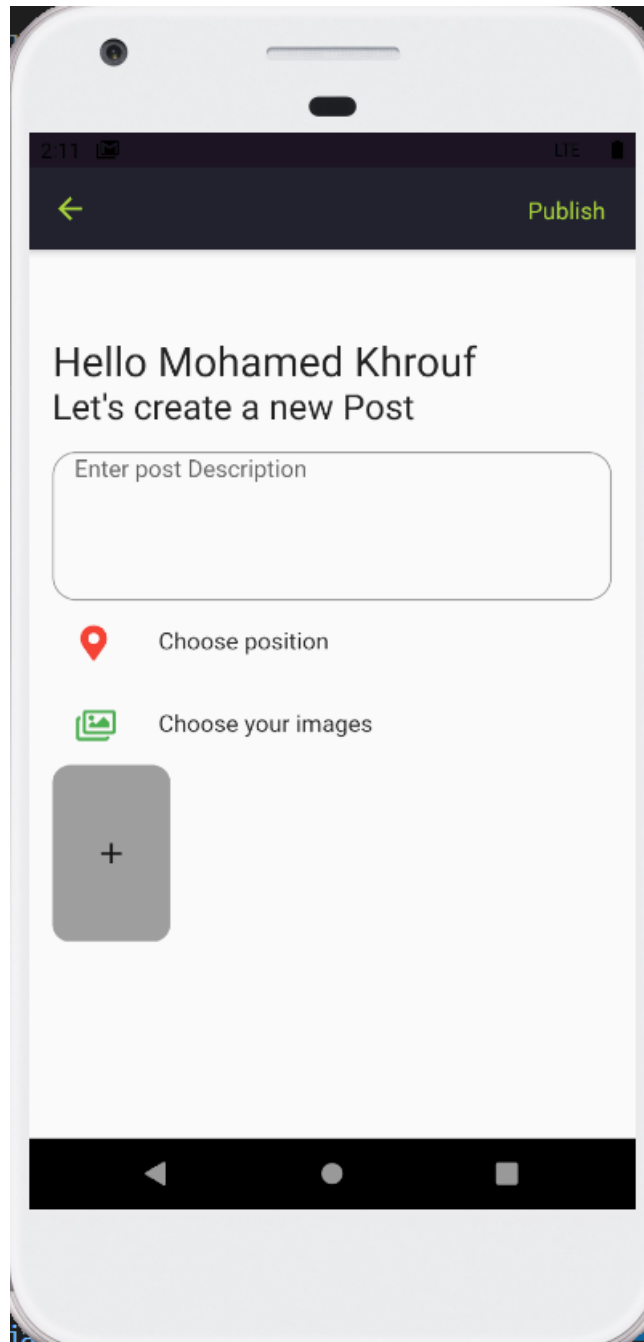 2:11 LTE
Publish
Hello Mohamed Khrouf
Let's create a new Post
Enter post Description
Choose position
Choose your images
+